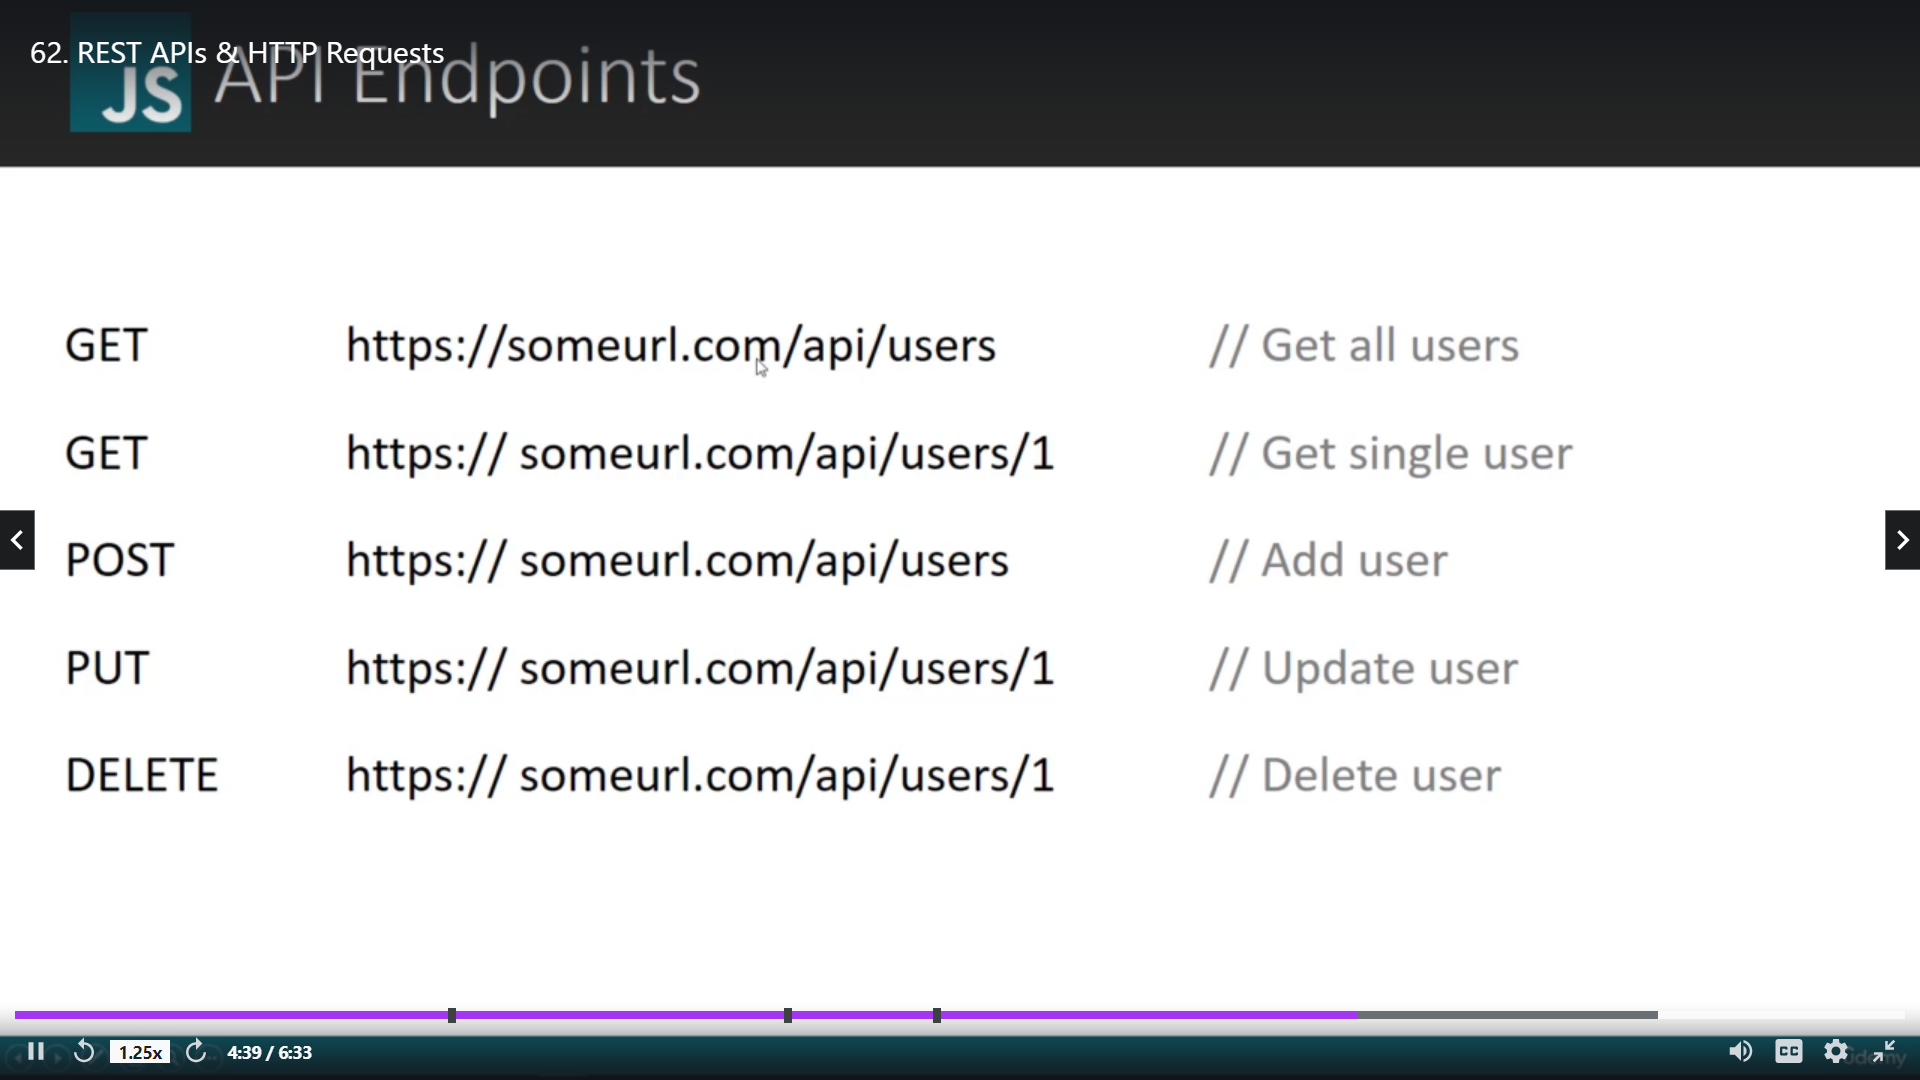 62. REST APIs & HTTP Requests
JS API Endpoints
GET https://someurl.com/api/users // Get all users
GET https:// someurl.com/api/users/1 // Get single user
POST https:// someurl.com/api/users // Add user
PUT https:// someurl.com/api/users/1 // Update user
DELETE https:// someurl.com/api/users/1 // Delete user
1.25x 4:39 / 6:33 CC Udemy